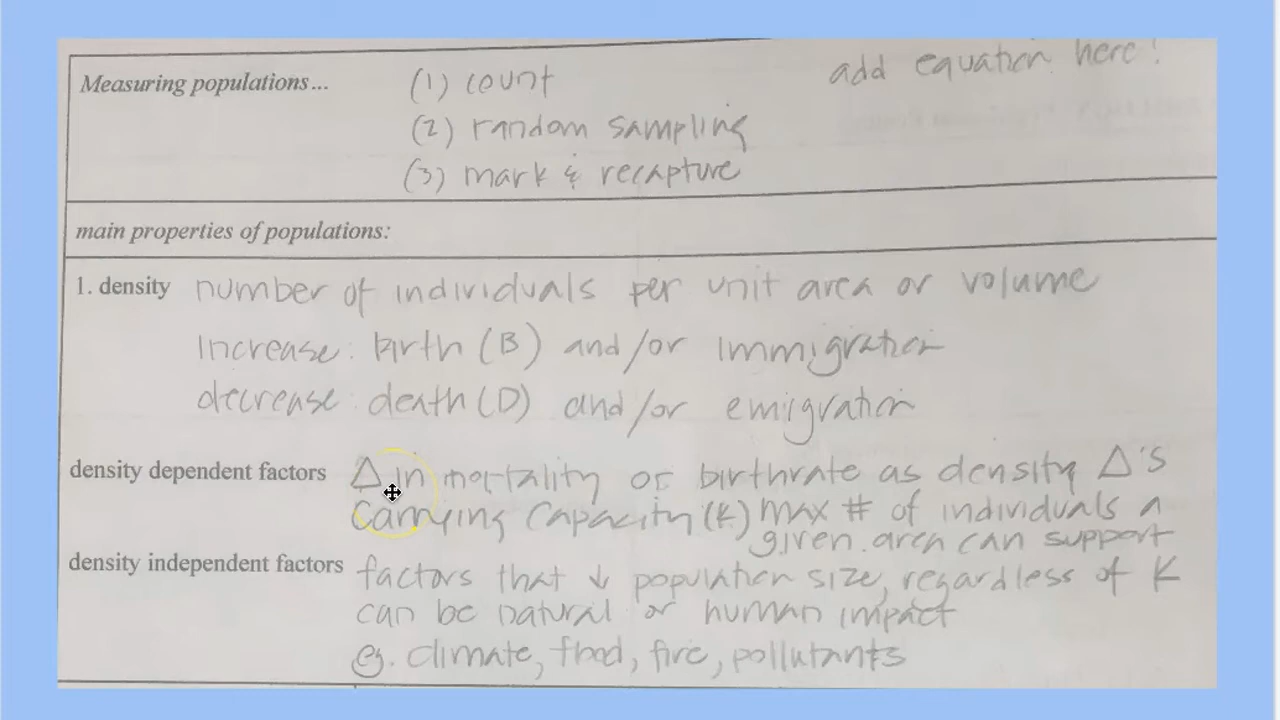 Measuring populations... (1) count add equation here!
(2) random sampling
(3) mark & recapture
main properties of populations:
1. density number of individuals per unit area or volume
increase: birth (B) and/or immigration
decrease: death (D) and/or emigration
density dependent factors Δ in mortality or birthrate as density Δ's
Carrying Capacity (K) max # of individuals a
given area can support
density independent factors factors that ↓ population size, regardless of K
can be natural or human impact
eg. climate, flood, fire, pollutants